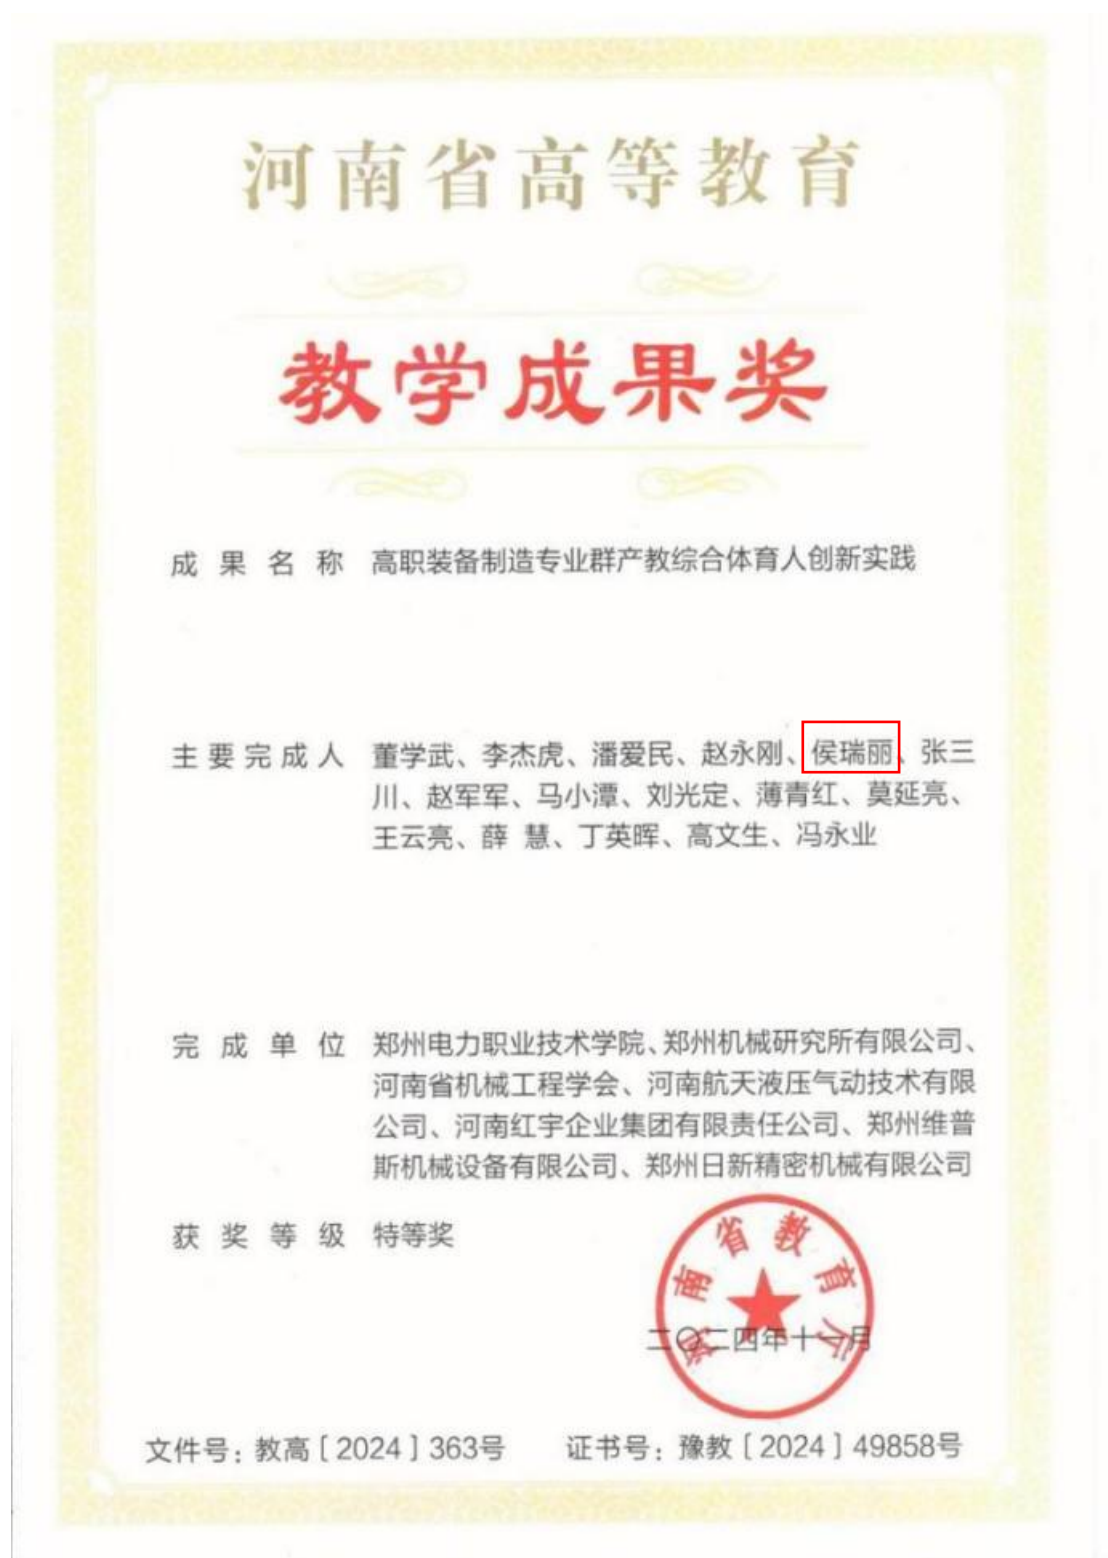 河南省高等教育
教学成果奖
成果名称 高职装备制造专业群产教综合体育人创新实践
主要完成人 董学武、李杰虎、潘爱民、赵永刚、侯瑞丽、张三
川、赵军军、马小潭、刘光定、薄青红、莫延亮、
王云亮、薛 慧、丁英晖、高文生、冯永业
完成单位 郑州电力职业技术学院、郑州机械研究所有限公司、
河南省机械工程学会、河南航天液压气动技术有限
公司、河南红宇企业集团有限责任公司、郑州维普
斯机械设备有限公司、郑州日新精密机械有限公司
获奖等级 特等奖
河南省教育厅
二〇二四年十一月
文件号：教高［2024］363号 证书号：豫教［2024］49858号